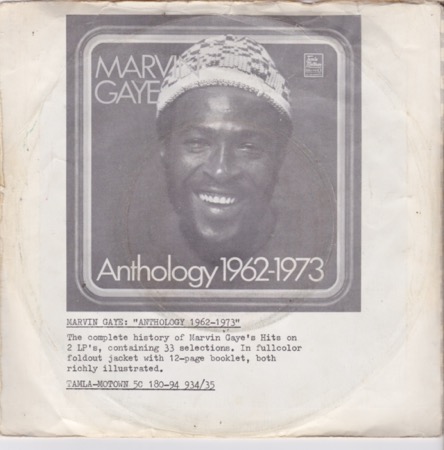 MARVIN
GAYE
Anthology 1962-1973
MARVIN GAYE: "ANTHOLOGY 1962-1973"
The complete history of Marvin Gaye's Hits on
2 LP's, containing 33 selections. In fullcolor
foldout jacket with 12-page booklet, both
richly illustrated.
TAMLA-MOTOWN 5C 180-94 934/35